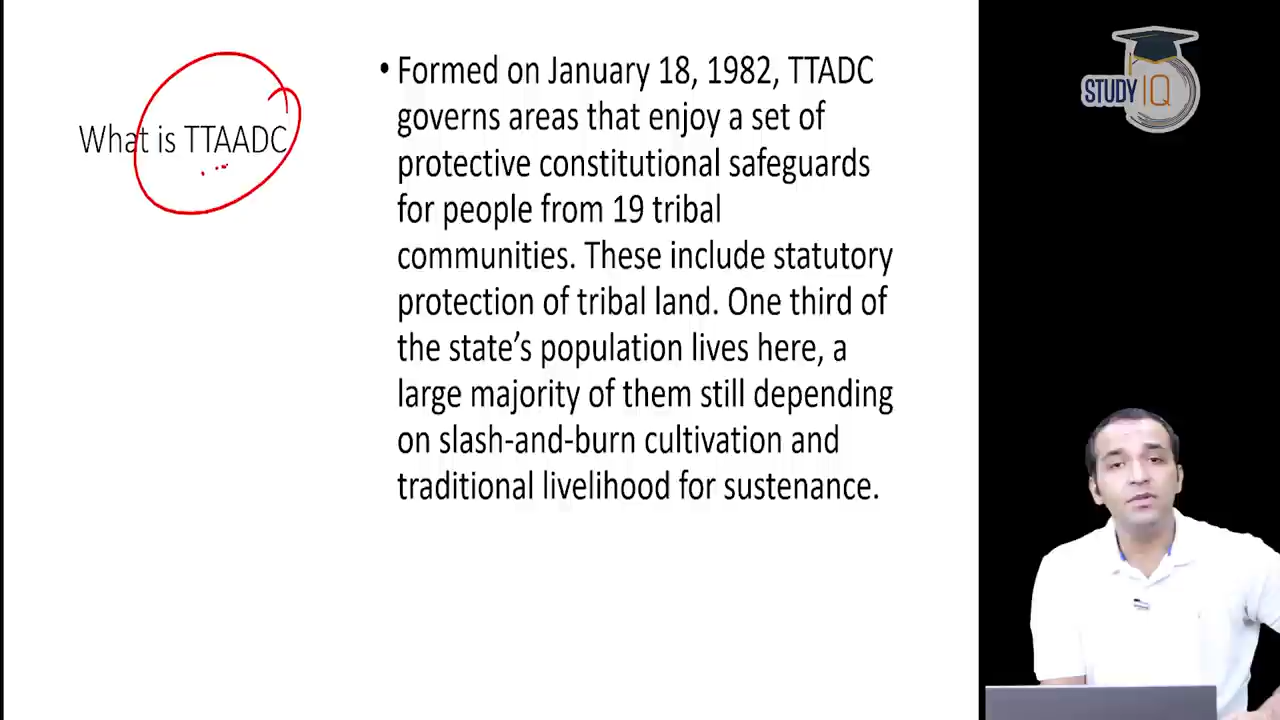 What is TTAADC
• Formed on January 18, 1982, TTADC
governs areas that enjoy a set of
protective constitutional safeguards
for people from 19 tribal
communities. These include statutory
protection of tribal land. One third of
the state's population lives here, a
large majority of them still depending
on slash-and-burn cultivation and
traditional livelihood for sustenance.
STUDY IQ